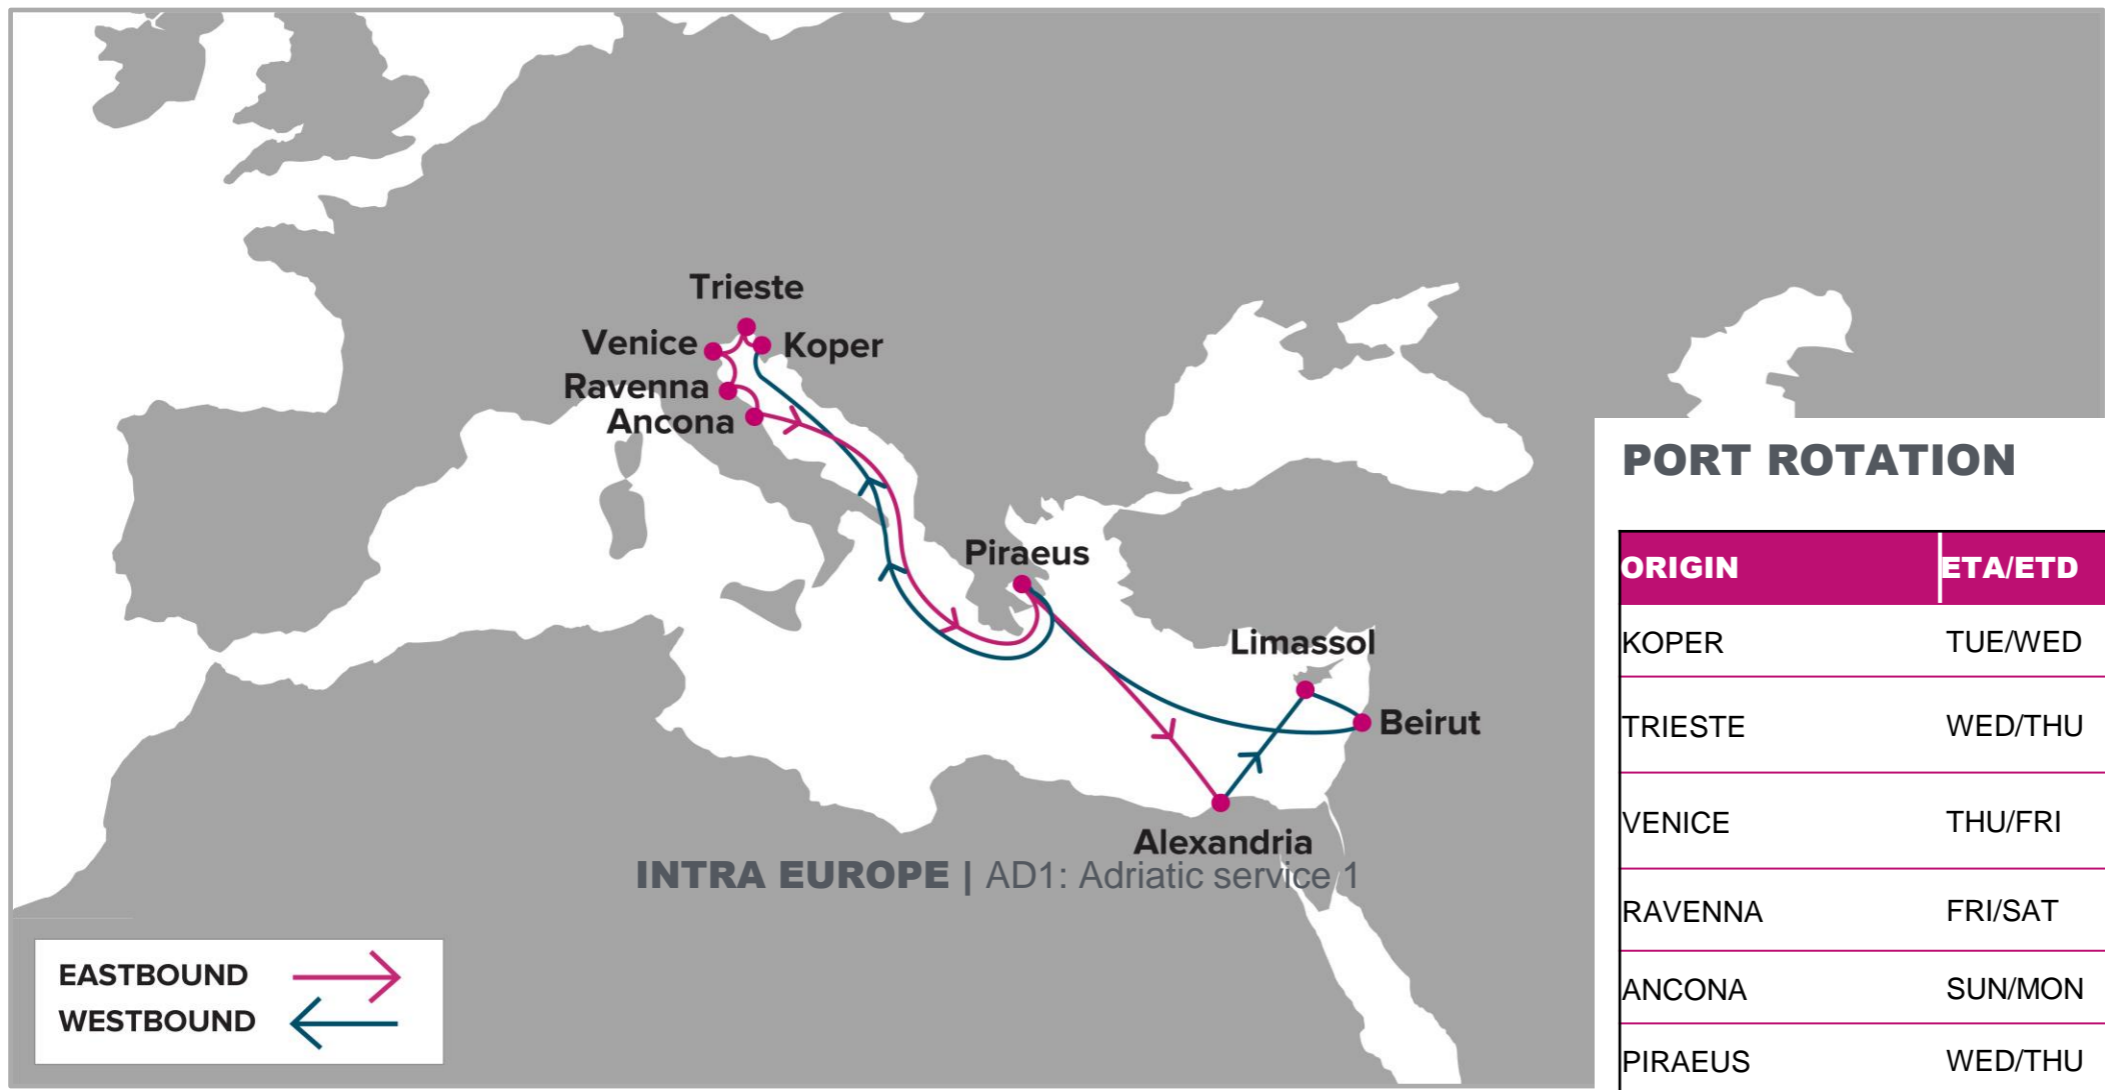 Trieste
Venice
Koper
Ravenna
Ancona
Piraeus
Limassol
Beirut
Alexandria
INTRA EUROPE | AD1: Adriatic service 1
EASTBOUND
WESTBOUND
PORT ROTATION
ORIGIN ETA/ETD
KOPER TUE/WED
TRIESTE WED/THU
VENICE THU/FRI
RAVENNA FRI/SAT
ANCONA SUN/MON
PIRAEUS WED/THU